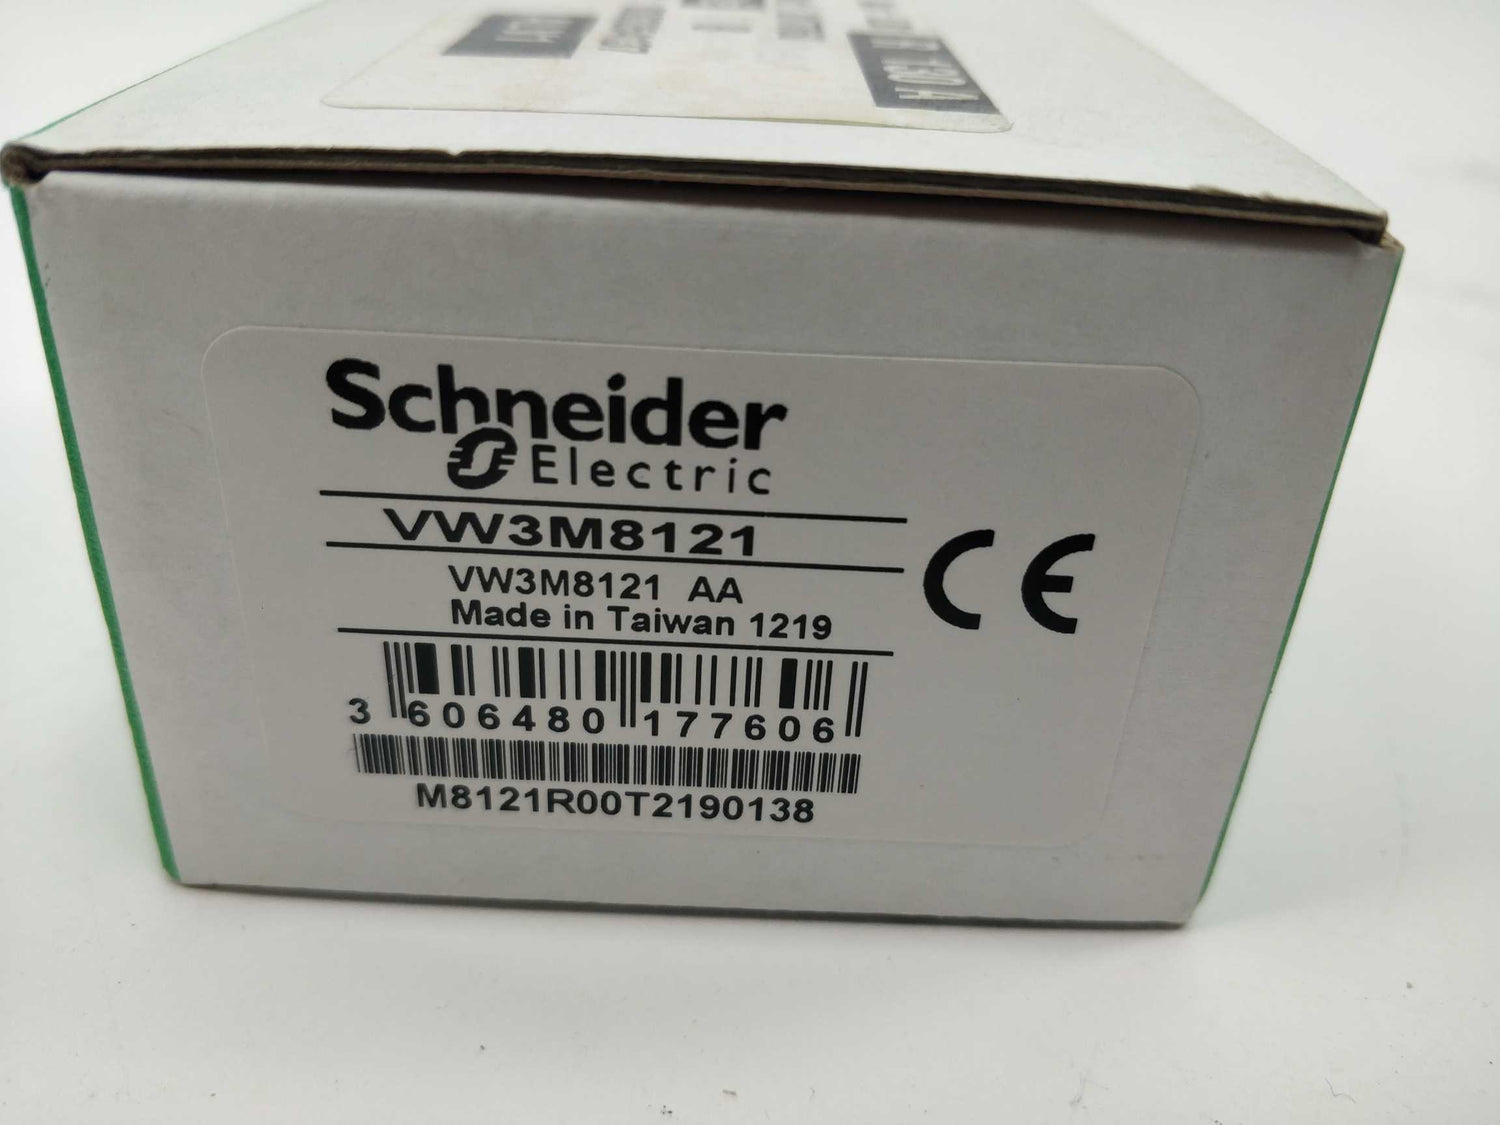 Schneider
Electric
VW3M8121
VW3M8121 AA
Made in Taiwan 1219
CE
3 606480 177606
M8121R00T2190138